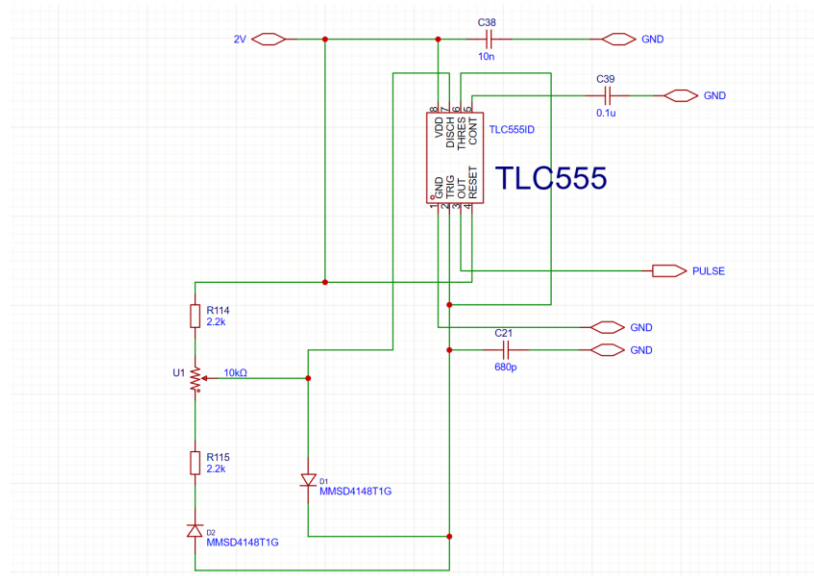 C38
2V
GND
10n
C39
GND
0.1u
8
7
6
5
VDD
DISCH
THRES
CONT
TLC555ID
TLC555
GND
TRIG
OUT
RESET
1
2
3
4
PULSE
R114
2.2k
GND
C21
GND
680p
U1
10kΩ
R115
2.2k
D1
MMSD4148T1G
D2
MMSD4148T1G